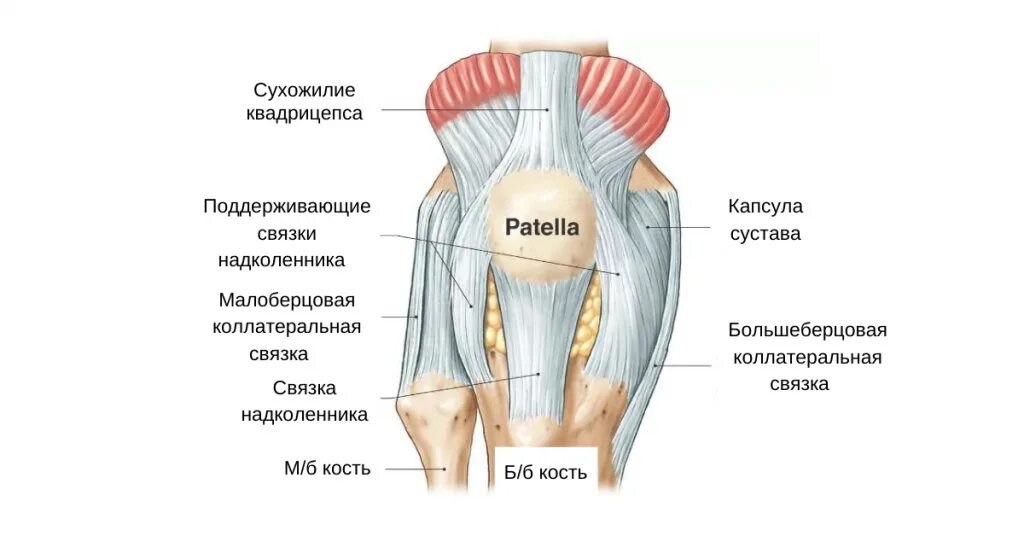 Сухожилие
квадрицепса
Поддерживающие
связки
надколенника
Малоберцовая
коллатеральная
связка
Связка
надколенника
М/б кость
Patella
Б/б кость
Капсула
сустава
Большеберцовая
коллатеральная
связка